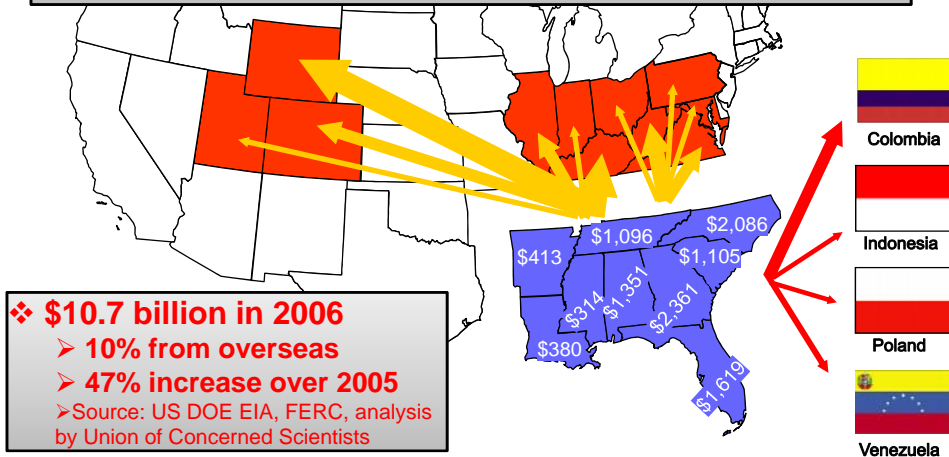 Colombia
Indonesia
Poland
Venezuela
$413
$1,096
$2,086
$1,105
$314
$1,351
$2,361
$380
$1,619
❖ $10.7 billion in 2006
➢ 10% from overseas
➢ 47% increase over 2005
➢Source: US DOE EIA, FERC, analysis
by Union of Concerned Scientists